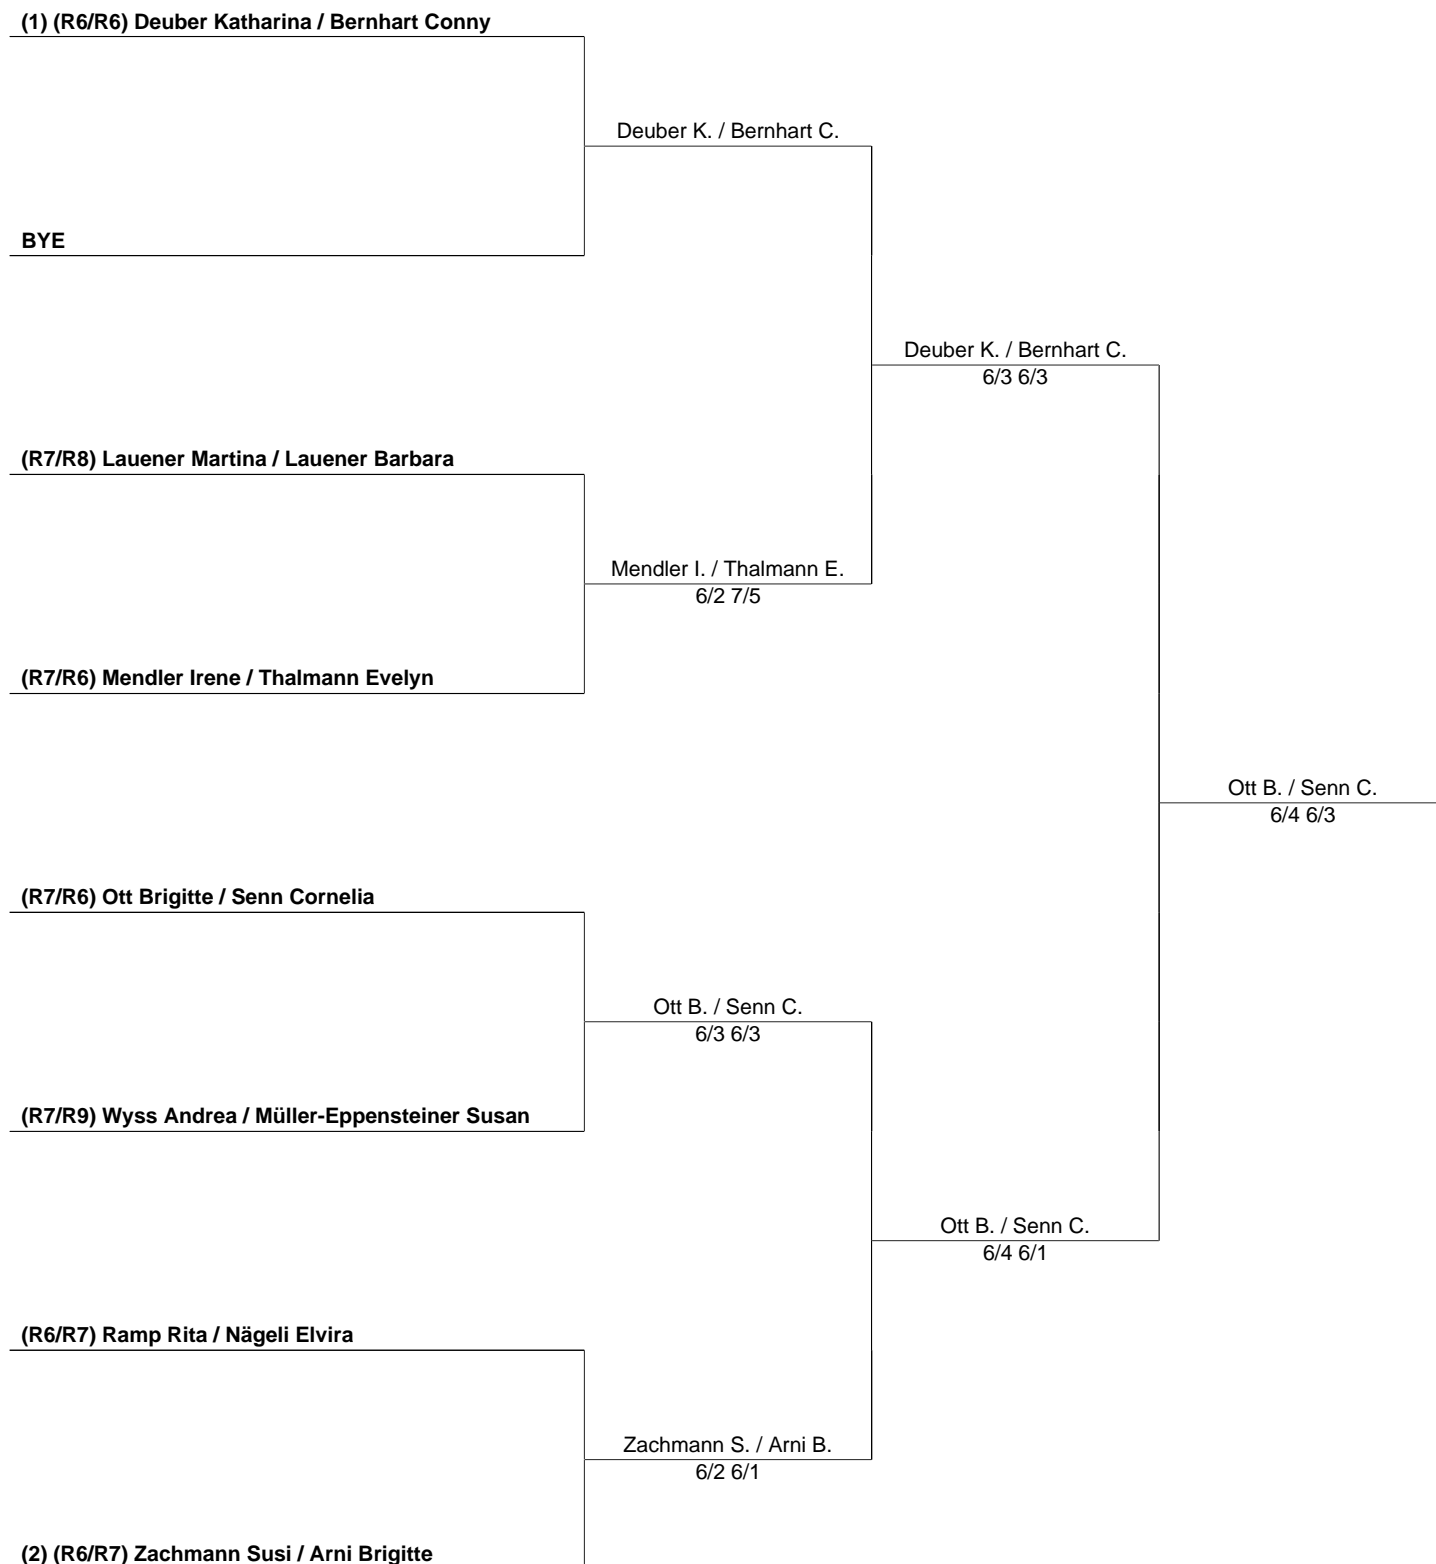 (1) (R6/R6) Deuber Katharina / Bernhart Conny
Deuber K. / Bernhart C.
BYE
Deuber K. / Bernhart C.
6/3 6/3
(R7/R8) Lauener Martina / Lauener Barbara
Mendler I. / Thalmann E.
6/2 7/5
(R7/R6) Mendler Irene / Thalmann Evelyn
Ott B. / Senn C.
6/4 6/3
(R7/R6) Ott Brigitte / Senn Cornelia
Ott B. / Senn C.
6/3 6/3
(R7/R9) Wyss Andrea / Müller-Eppensteiner Susan
Ott B. / Senn C.
6/4 6/1
(R6/R7) Ramp Rita / Nägeli Elvira
Zachmann S. / Arni B.
6/2 6/1
(2) (R6/R7) Zachmann Susi / Arni Brigitte